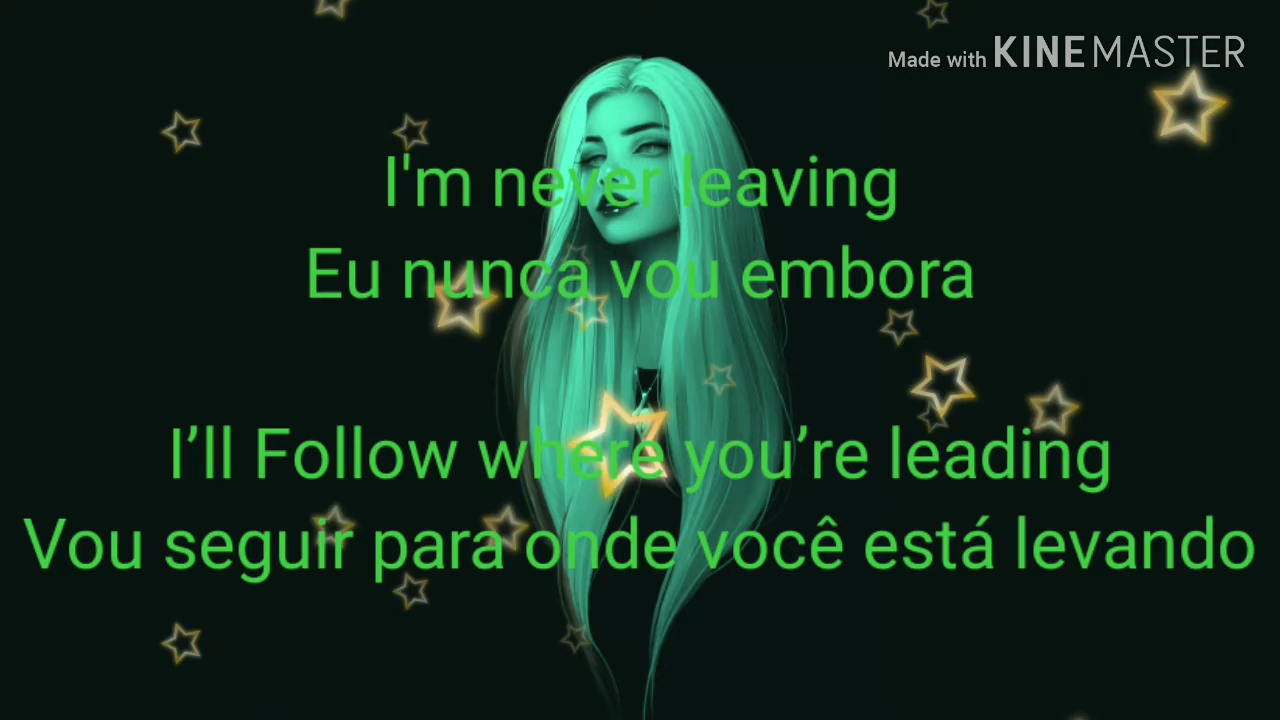 Made with KINEMASTER
I'm never leaving
Eu nunca vou embora
I’ll Follow where you’re leading
Vou seguir para onde você está levando